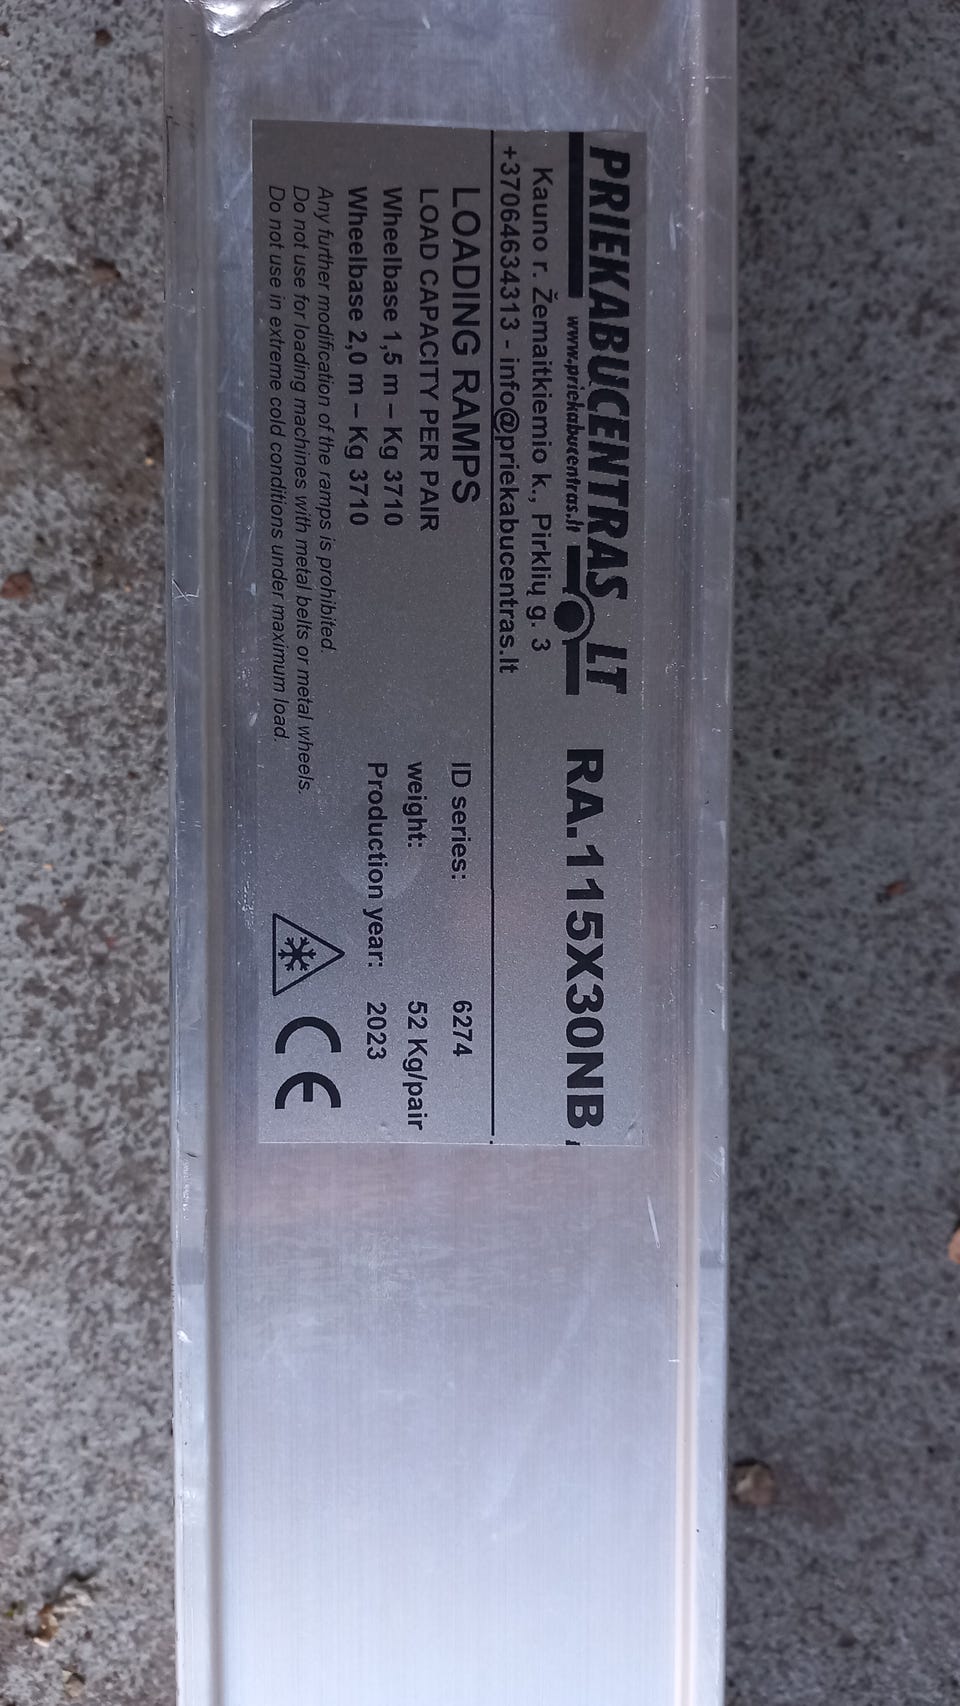 PRIEKABUCENTRAS LT
www.priekabucentras.lt
RA.115X30NB
Kauno r. Žemaitkiemio k., Pirklių g. 3
+37064634313 - info@priekabucentras.lt
LOADING RAMPS
LOAD CAPACITY PER PAIR
Wheelbase 1,5 m – Kg 3710
Wheelbase 2,0 m – Kg 3710
ID series: 6274
weight: 52 Kg/pair
Production year: 2023
Any further modification of the ramps is prohibited.
Do not use for loading machines with metal belts or metal wheels.
Do not use in extreme cold conditions under maximum load.
CE